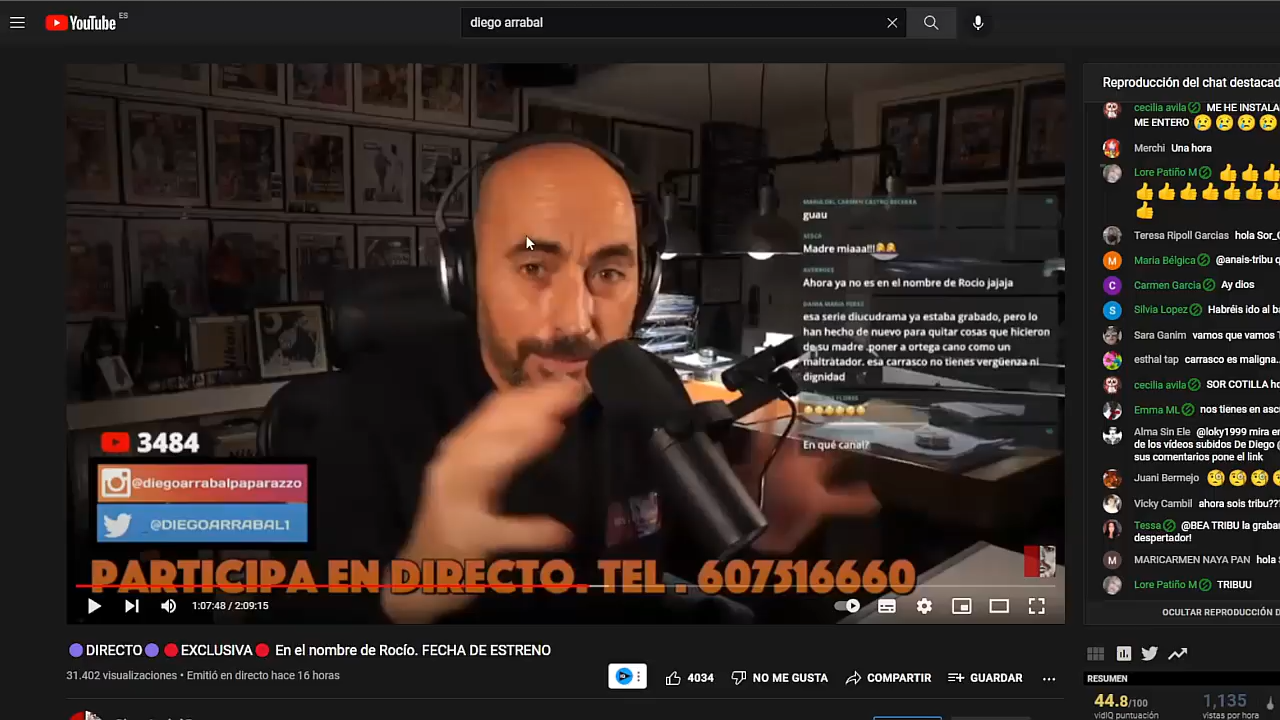 YouTube ES
diego arrabal
Reproducción del chat destacad
cecilia avila ME HE INSTALA
ME ENTERO
Merchi Una hora
Lore Patiño M
Teresa Ripoll Garcias hola Sor_C
Maria Bélgica @anais-tribu q
Carmen Garcia Ay dios
Silvia Lopez Habréis ido al ba
Sara Ganim vamos que vamos
esthal tap carrasco es maligna.
cecilia avila SOR COTILLA h
Emma ML nos tienes en asc
Alma Sin Ele @loky1999 mira en
de los vídeos subidos De Diego (
sus comentarios pone el link
Juani Bermejo
Vicky Cambil ahora sois tribu??
Tessa @BEA TRIBU la graba
despertador!
MARICARMEN NAYA PAN hola S
Lore Patiño M TRIBUU
OCULTAR REPRODUCCIÓN D
MARIA DEL CARMEN CASTRO BECERRA
guau
Madre miaaa!!!
Ahora ya no es en el nombre de Rocio jajaja
esa serie diucudrama ya estaba grabado, pero lo
han hecho de nuevo para quitar cosas que hicieron
de su madre .poner a ortega cano como un
maltratador. esa carrasco no tienes vergüenza ni
dignidad
En qué canal?
3484
@diegoarrabalpaparazzo
_@DIEGOARRABAL1
PARTICIPA EN DIRECTO. TEL . 607516660
1:07:48 / 2:09:15
DIRECTO EXCLUSIVA En el nombre de Rocío. FECHA DE ESTRENO
31.402 visualizaciones • Emitió en directo hace 16 horas
4034 NO ME GUSTA COMPARTIR GUARDAR
RESUMEN
44.8/100 1,135
vidIQ puntuación vistas por hora